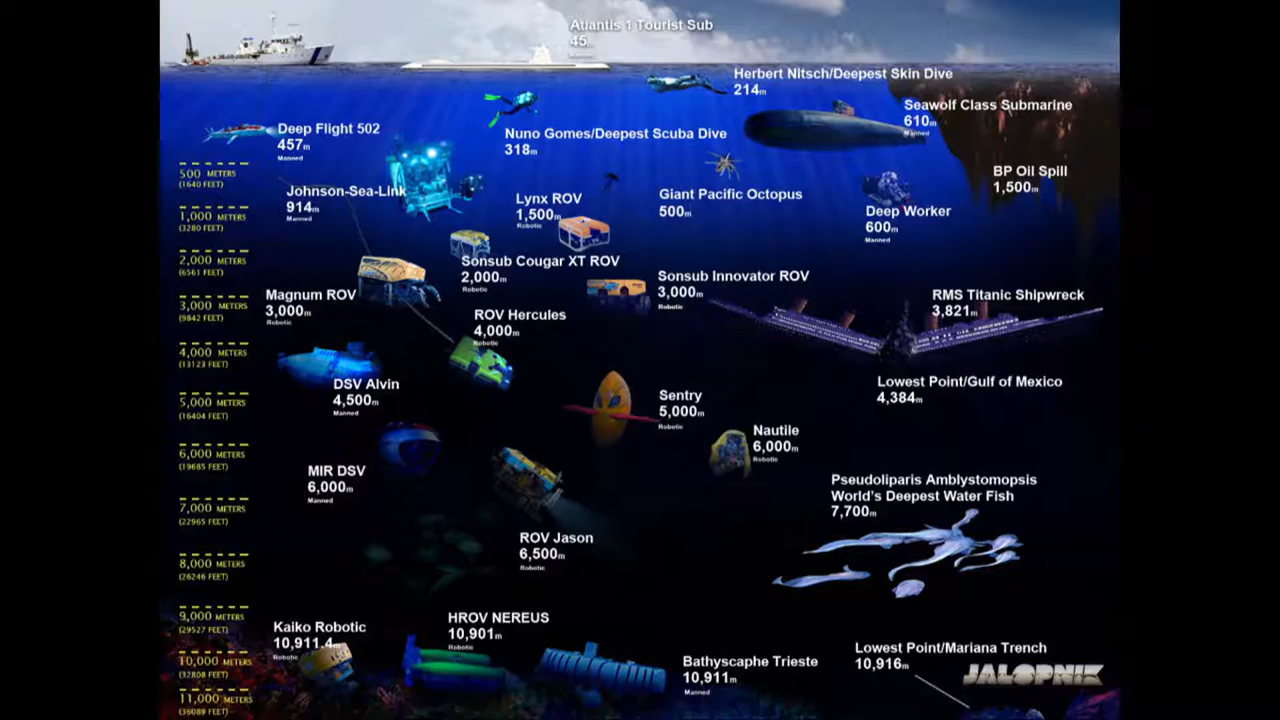 Atlantis 1 Tourist Sub
45m
Manned
Herbert Nitsch/Deepest Skin Dive
214m
Seawolf Class Submarine
610m
Manned
Deep Flight 502
457m
Manned
Nuno Gomes/Deepest Scuba Dive
318m
500 METERS
(1640 FEET)
BP Oil Spill
1,500m
Johnson-Sea-Link
914m
Manned
Lynx ROV
1,500m
Robotic
Giant Pacific Octopus
500m
Deep Worker
600m
Manned
1,000 METERS
(3280 FEET)
2,000 METERS
(6561 FEET)
Sonsub Cougar XT ROV
2,000m
Robotic
Sonsub Innovator ROV
3,000m
Robotic
Magnum ROV
3,000m
Robotic
RMS Titanic Shipwreck
3,821m
3,000 METERS
(9842 FEET)
ROV Hercules
4,000m
Robotic
4,000 METERS
(13123 FEET)
DSV Alvin
4,500m
Manned
Lowest Point/Gulf of Mexico
4,384m
5,000 METERS
(16404 FEET)
Sentry
5,000m
Robotic
Nautile
6,000m
Robotic
6,000 METERS
(19685 FEET)
MIR DSV
6,000m
Manned
Pseudoliparis Amblystomopsis
World's Deepest Water Fish
7,700m
7,000 METERS
(22965 FEET)
ROV Jason
6,500m
Robotic
8,000 METERS
(26246 FEET)
9,000 METERS
(29527 FEET)
Kaiko Robotic
10,911.4m
Robotic
HROV NEREUS
10,901m
Robotic
Bathyscaphe Trieste
10,911m
Manned
Lowest Point/Mariana Trench
10,916m
JALOPNIK
10,000 METERS
(32808 FEET)
11,000 METERS
(36089 FEET)